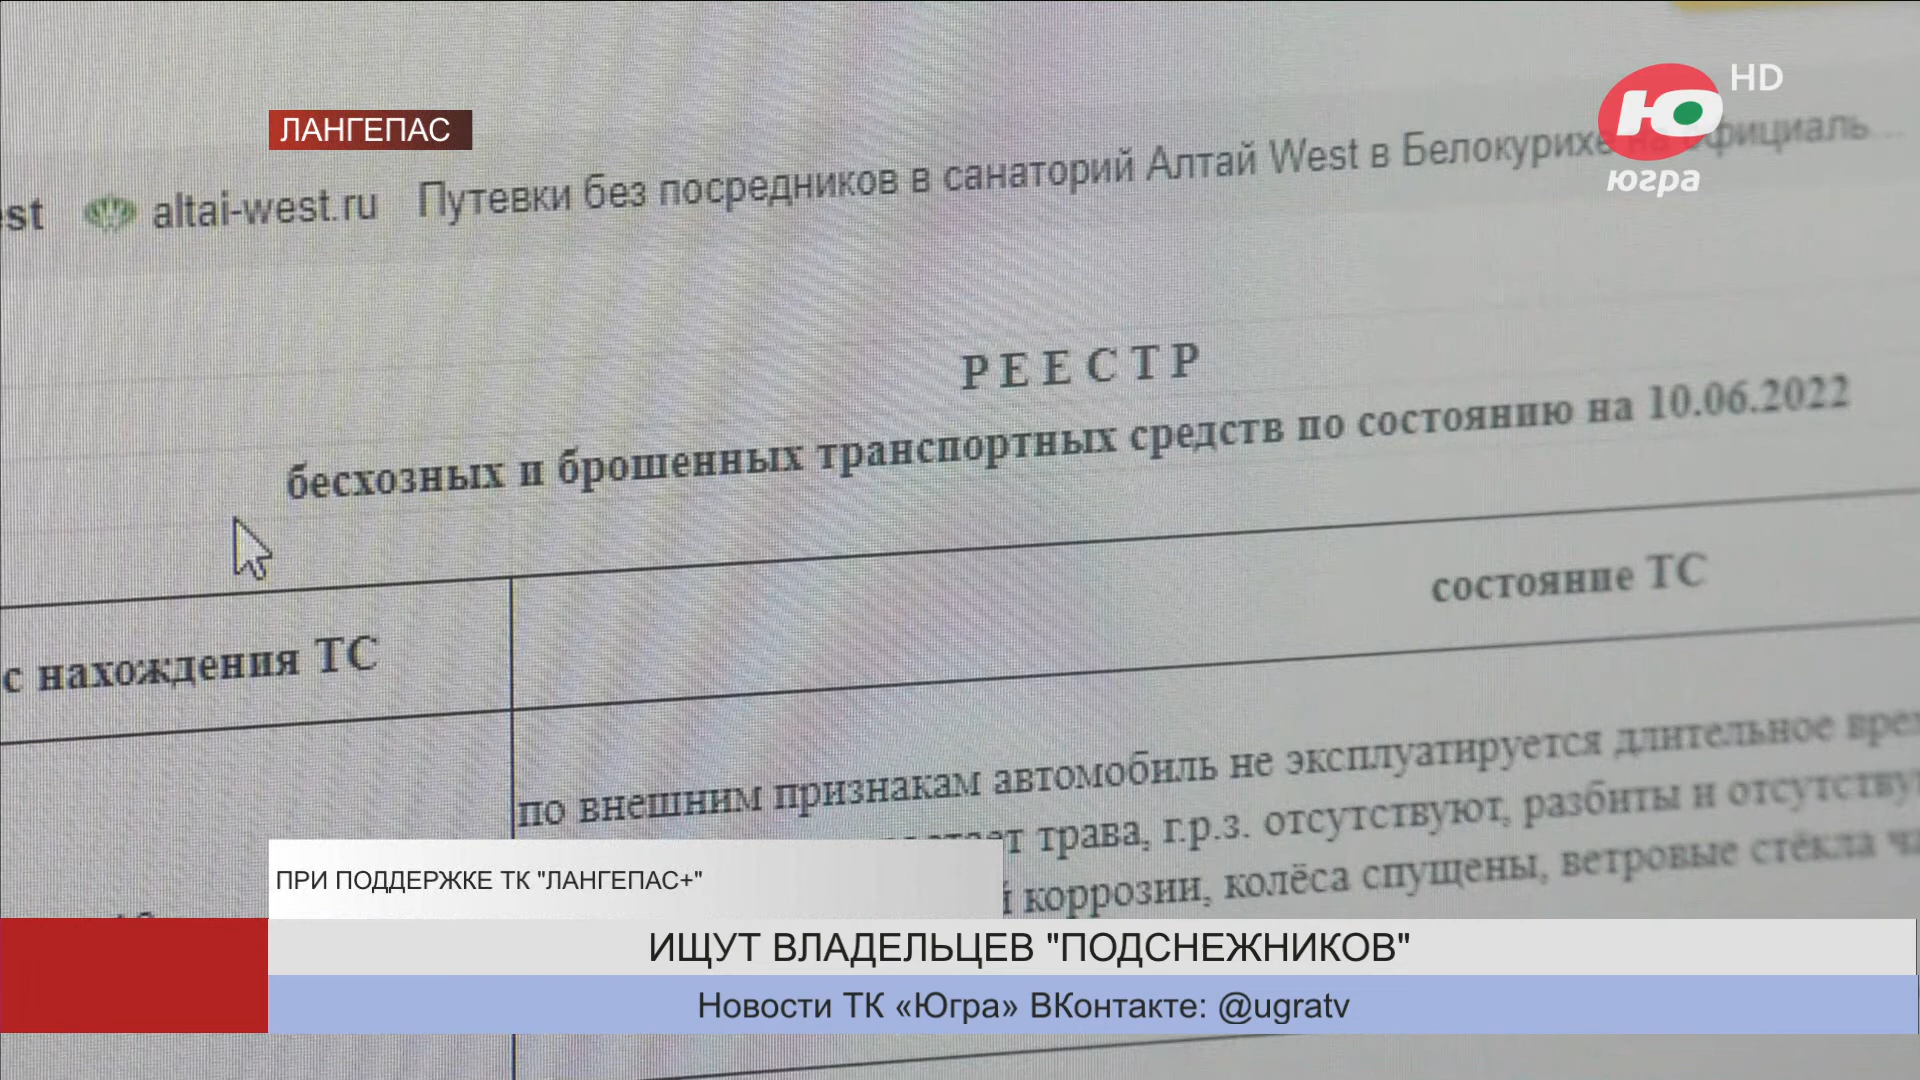 HD
Ю
югра
ЛАНГЕПАС
altai-west.ru Путевки без посредников в санаторий Алтай West в Белокурихе на официаль...
РЕЕСТР
бесхозных и брошенных транспортных средств по состоянию на 10.06.2022
состояние ТС
нахождения ТС
по внешним признакам автомобиль не эксплуатируется длительное
трава, г.р.з. отсутствуют, разбиты и
коррозии, колёса спущены, ветровые стёкла
ПРИ ПОДДЕРЖКЕ ТК "ЛАНГЕПАС+"
ИЩУТ ВЛАДЕЛЬЦЕВ "ПОДСНЕЖНИКОВ"
Новости ТК «Югра» ВКонтакте: @ugratv